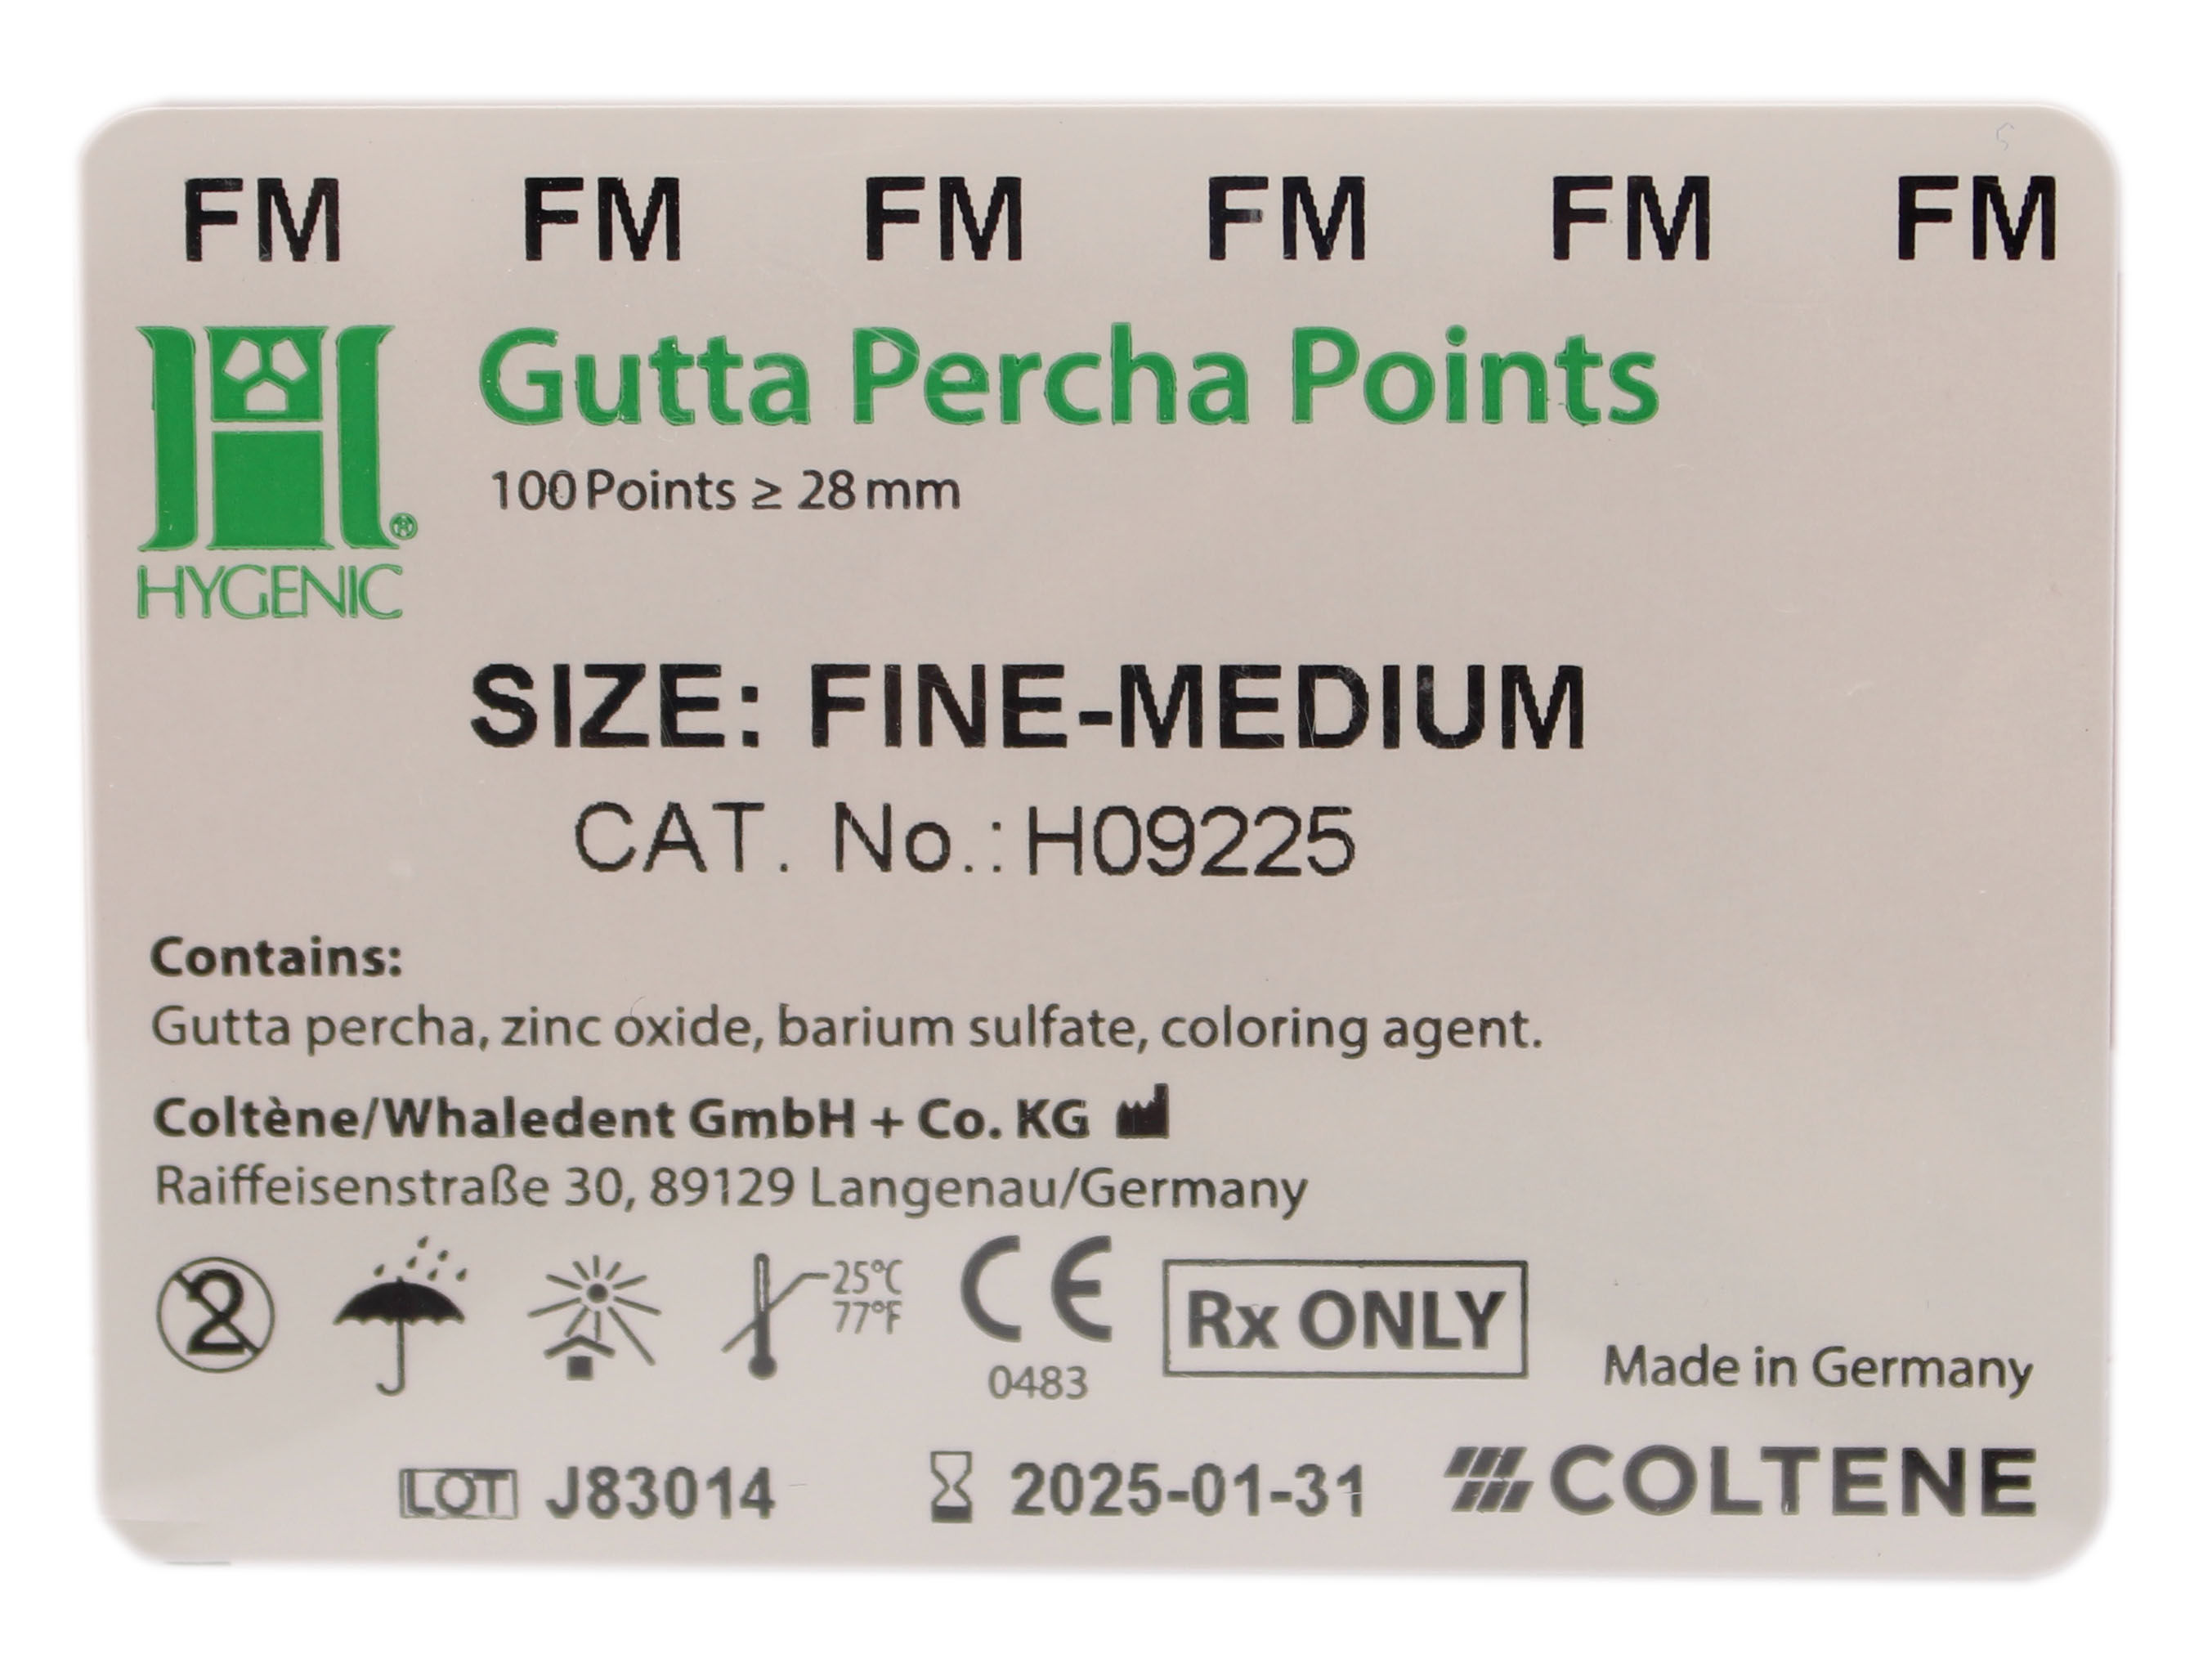 FM FM FM FM FM FM
Gutta Percha Points
100 Points ≥ 28 mm
H®
HYGENIC
SIZE: FINE-MEDIUM
CAT. No.: H09225
Contains:
Gutta percha, zinc oxide, barium sulfate, coloring agent.
Coltène/Whaledent GmbH + Co. KG
Raiffeisenstraße 30, 89129 Langenau/Germany
2
25°C
77°F
CE
0483
Rx ONLY
Made in Germany
LOT J83014
2025-01-31
COLTENE